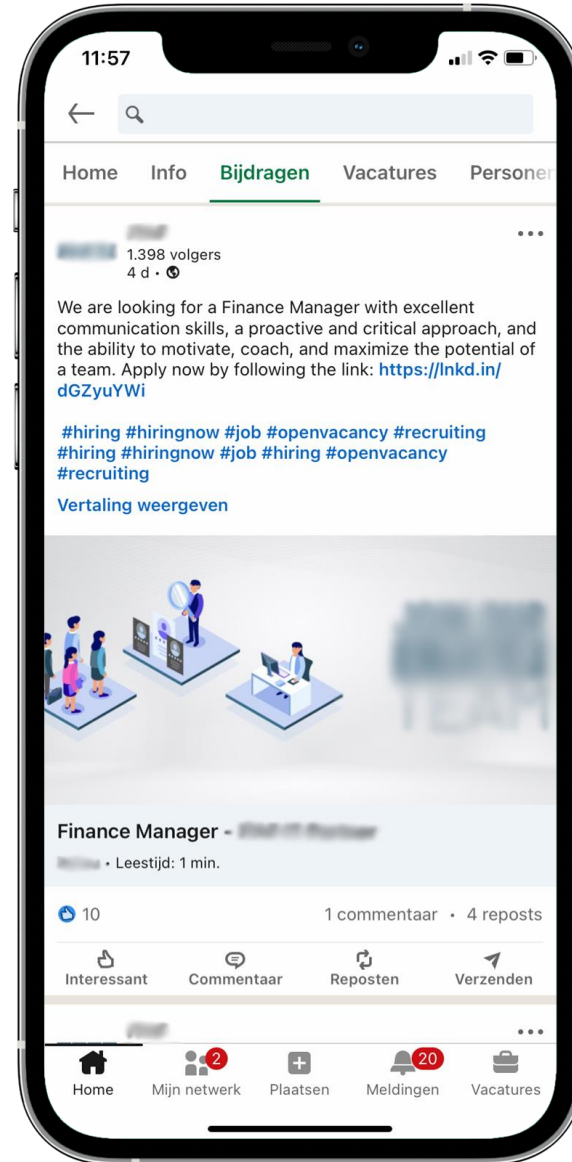 11:57
Home Info Bijdragen Vacatures Personen
1.398 volgers
4 d •
We are looking for a Finance Manager with excellent
communication skills, a proactive and critical approach, and
the ability to motivate, coach, and maximize the potential of
a team. Apply now by following the link: https://lnkd.in/
dGZyuYWi
#hiring #hiringnow #job #openvacancy #recruiting
#hiring #hiringnow #job #hiring #openvacancy
#recruiting
Vertaling weergeven
TEAM
Finance Manager -
• Leestijd: 1 min.
10 1 commentaar • 4 reposts
Interessant Commentaar Reposten Verzenden
2 20
Home Mijn netwerk Plaatsen Meldingen Vacatures